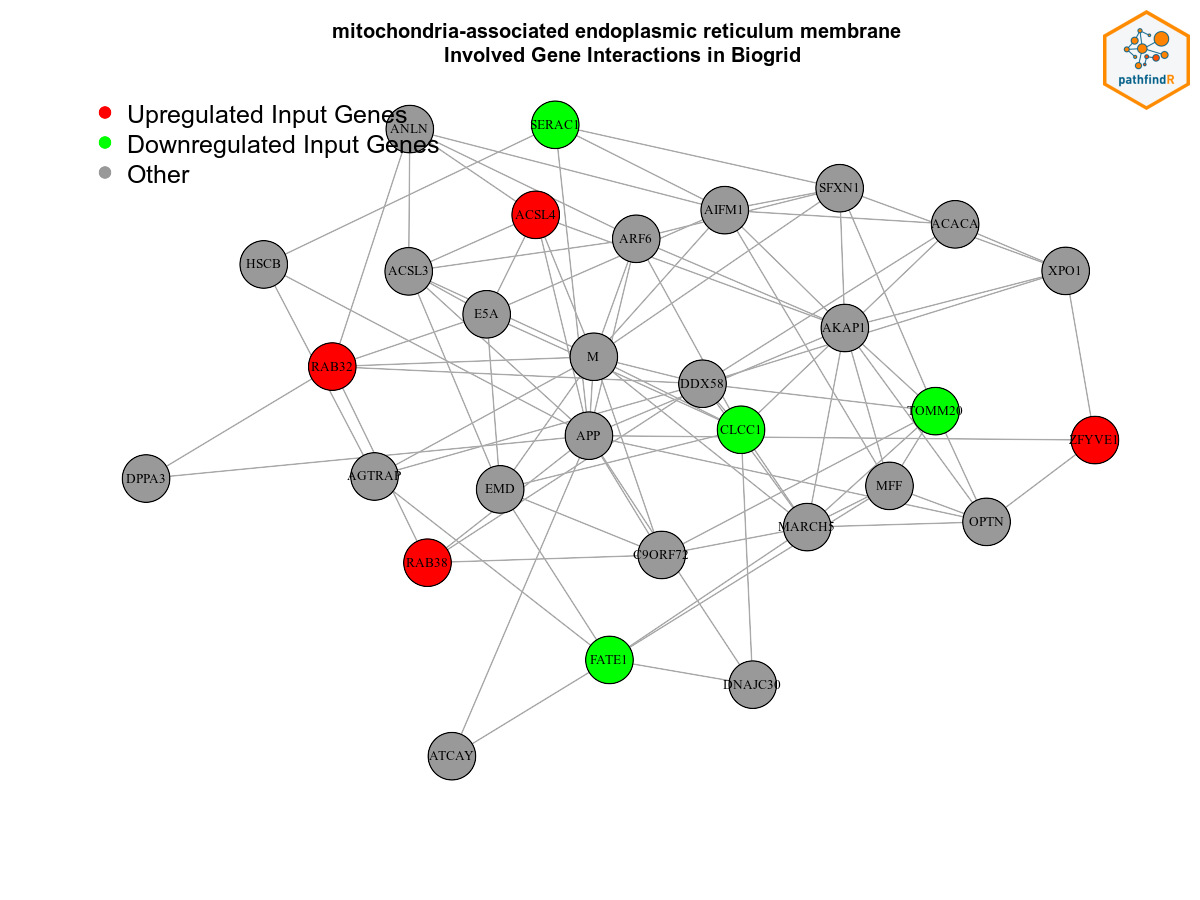 mitochondria-associated endoplasmic reticulum membrane
Involved Gene Interactions in Biogrid
pathfindR
Upregulated Input Genes
Downregulated Input Genes
Other
ANLN
SERAC1
SFXN1
ACSL4
AIFM1
ACACA
ARF6
HSCB
ACSL3
XPO1
E5A
AKAP1
M
RAB32
DDX58
TOMM20
CLCC1
APP
ZFYVE1
DPPA3
AGTRAP
EMD
MFF
OPTN
MARCH5
C9ORF72
RAB38
FATE1
DNAJC30
ATCAY